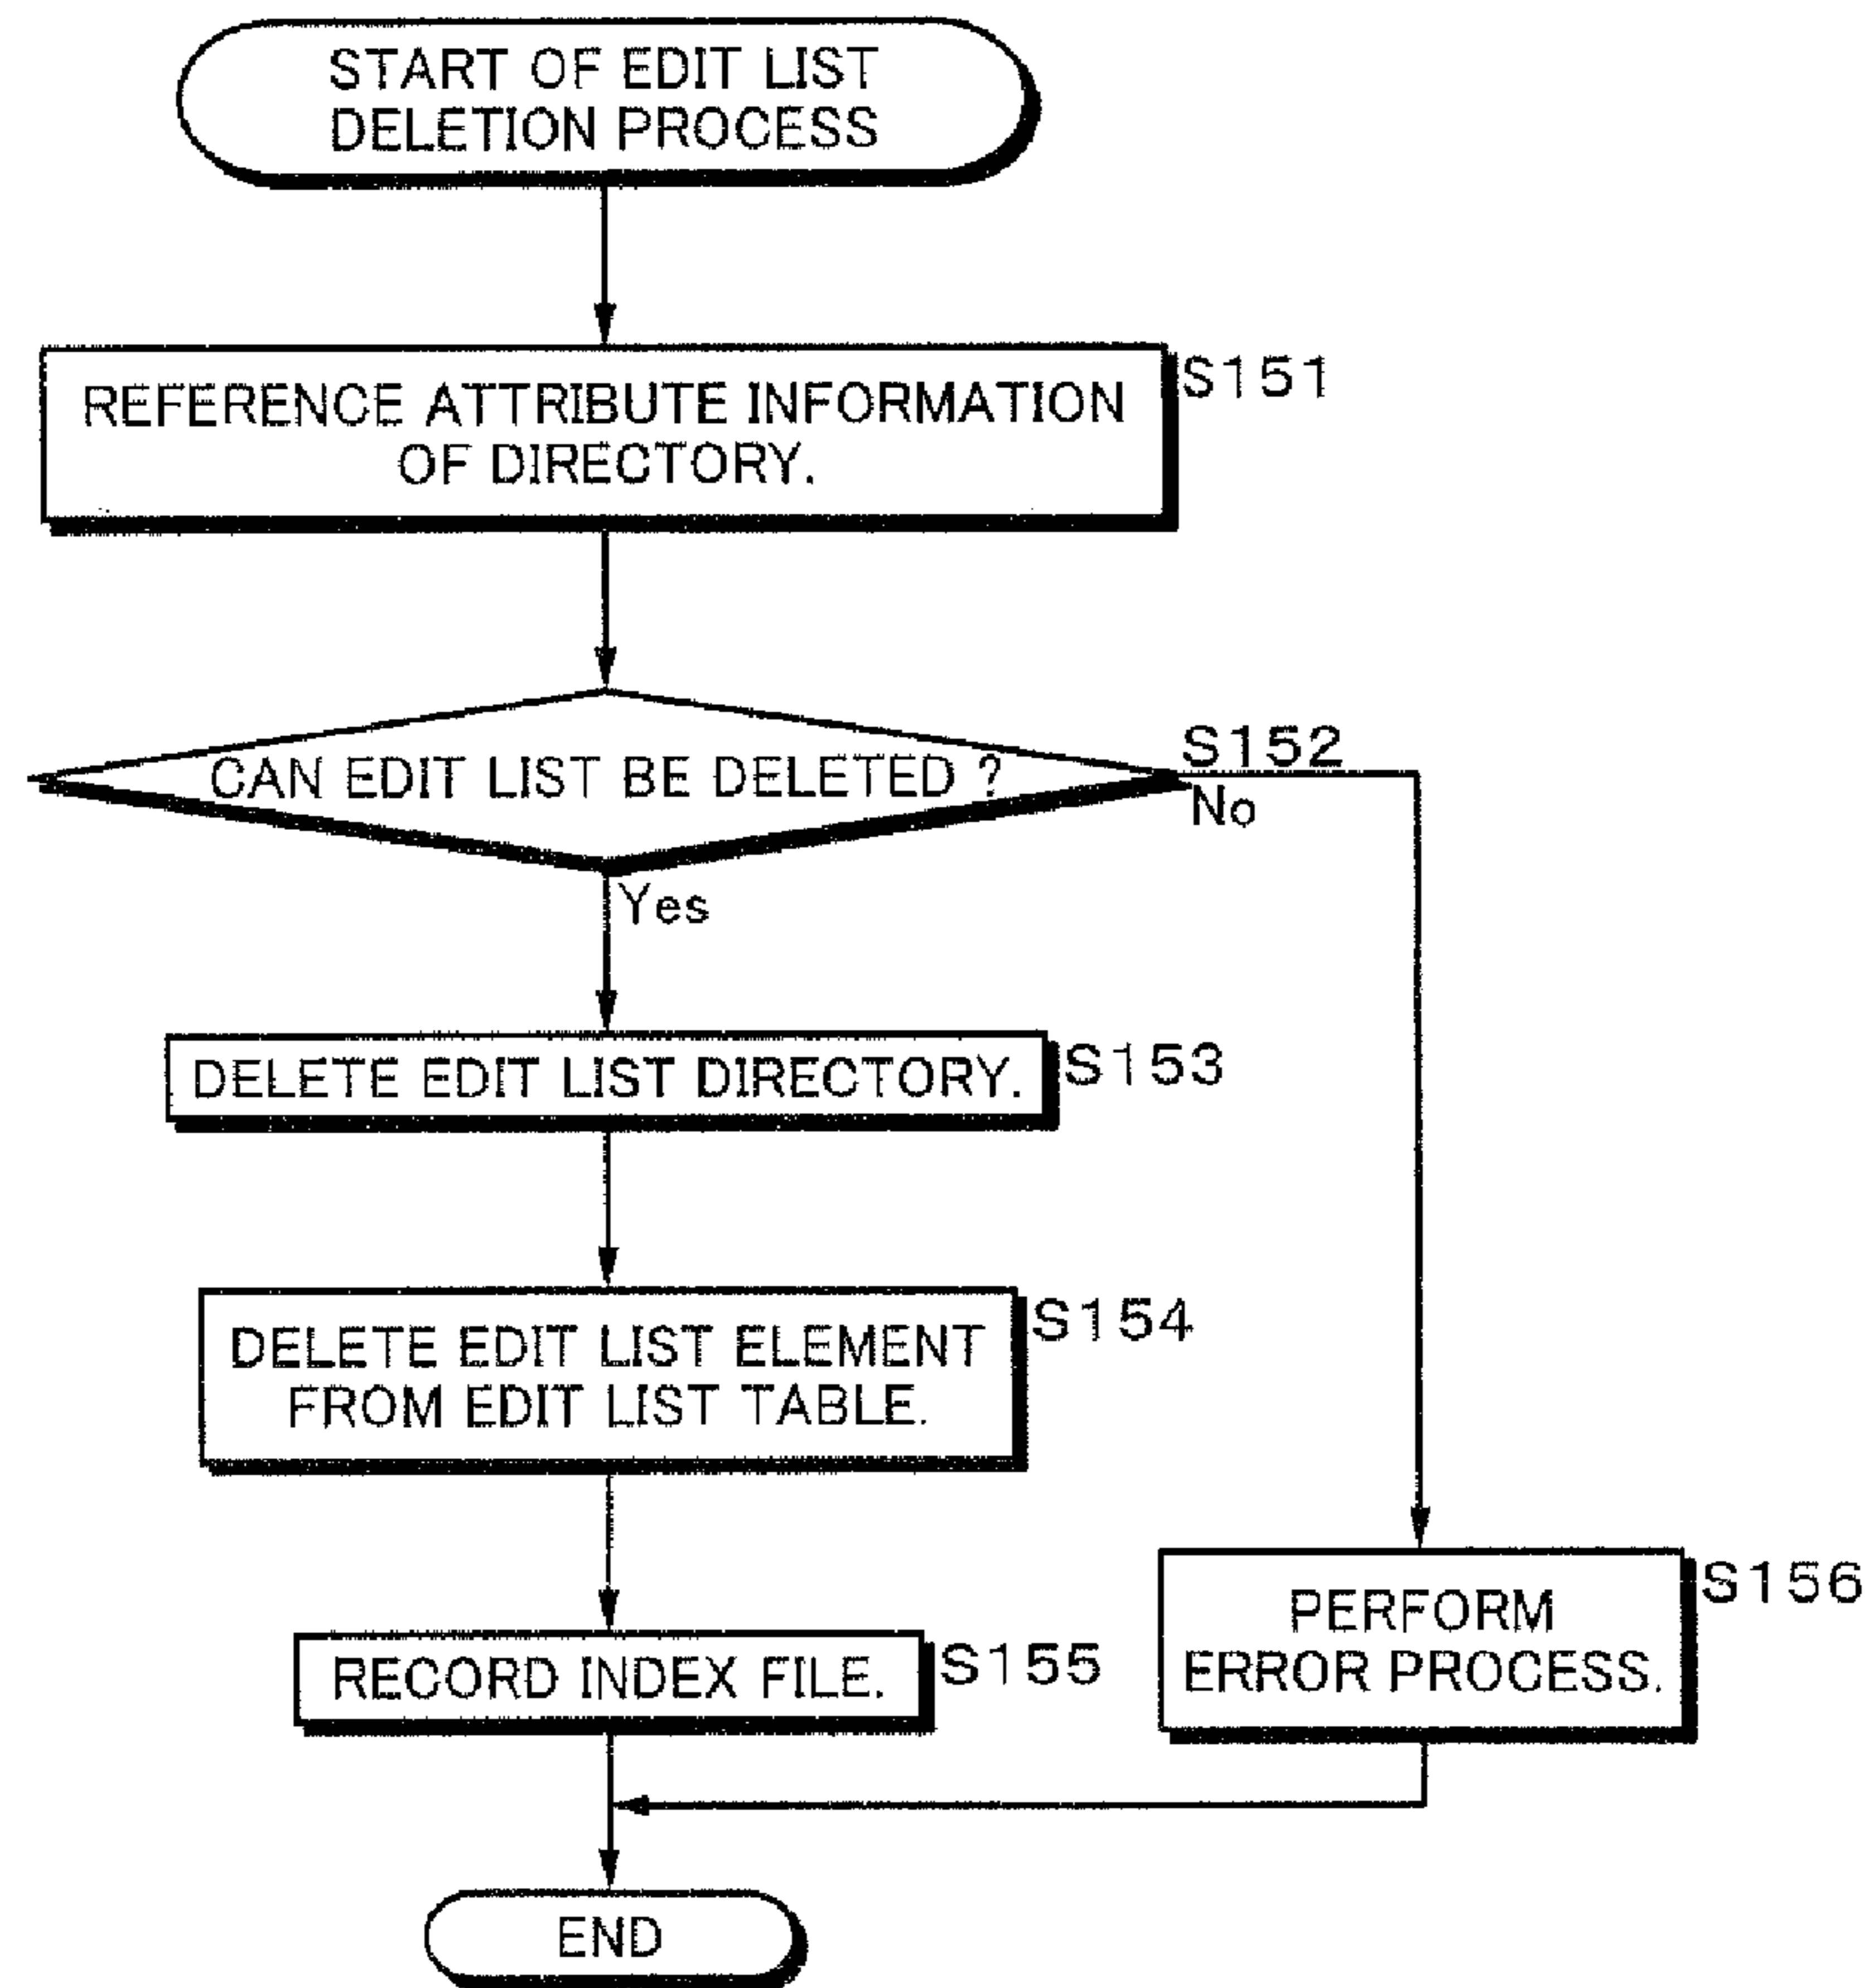 START OF EDIT LIST
DELETION PROCESS
S151
REFERENCE ATTRIBUTE INFORMATION
OF DIRECTORY.
S152
CAN EDIT LIST BE DELETED ?
No
Yes
DELETE EDIT LIST DIRECTORY.
S153
S154
DELETE EDIT LIST ELEMENT
FROM EDIT LIST TABLE.
S155
RECORD INDEX FILE.
S156
PERFORM
ERROR PROCESS.
END